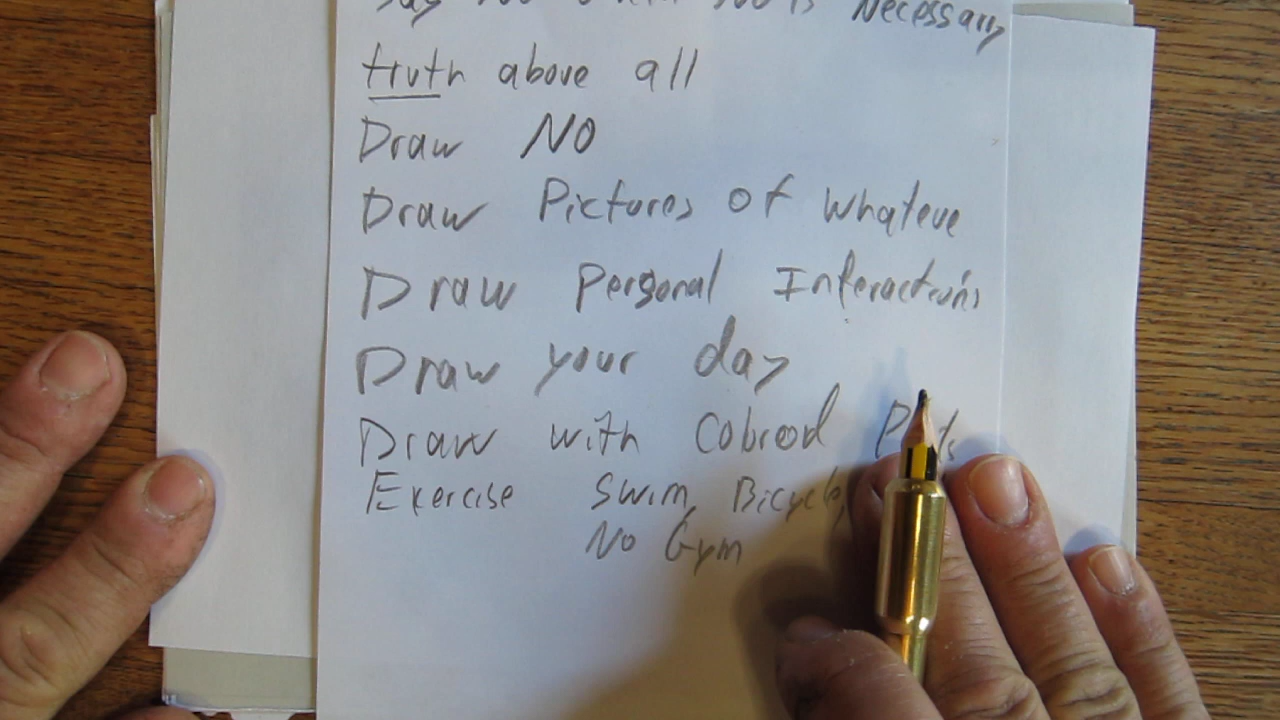 Necessary
truth above all
Draw NO
Draw Pictures of whateve
Draw Personal Interactions
Draw your day
Draw with Colored
Exercise Swim, Bicycle,
No Gym